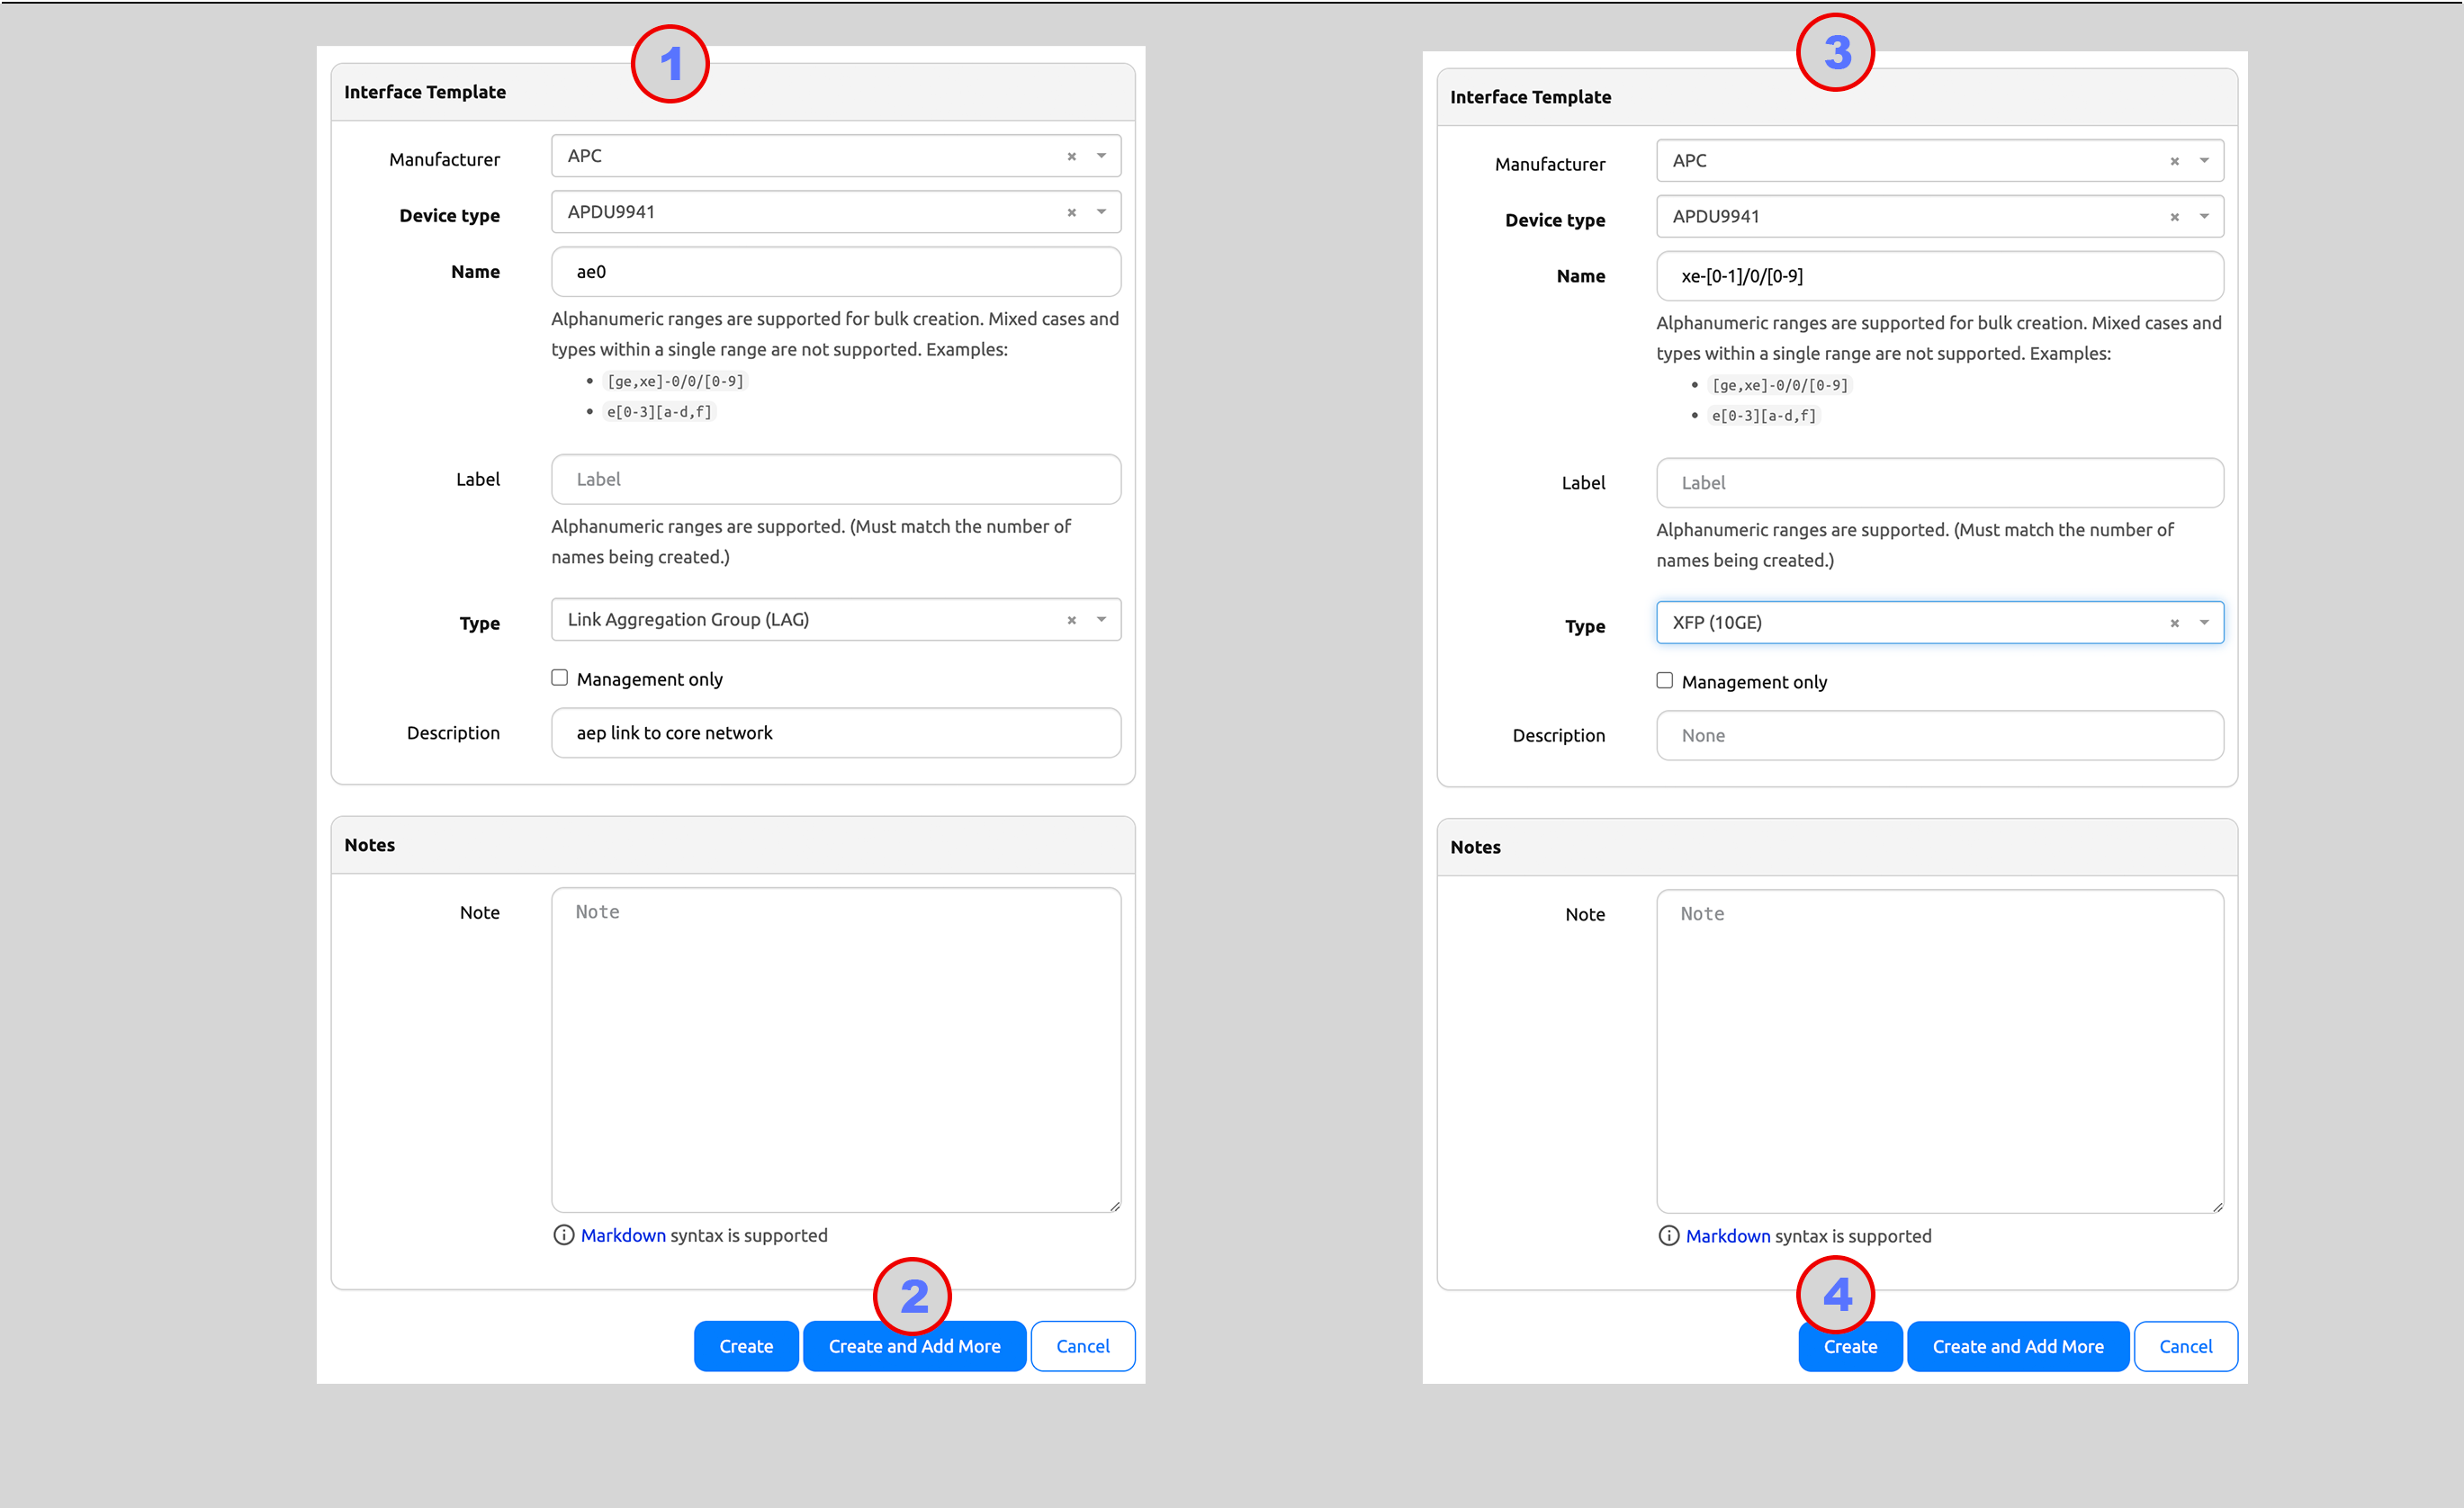 1
Interface Template
Manufacturer
APC
Device type
APDU9941
Name
ae0
Alphanumeric ranges are supported for bulk creation. Mixed cases and
types within a single range are not supported. Examples:
[ge,xe]-0/0/[0-9]
e[0-3][a-d,f]
Label
Label
Alphanumeric ranges are supported. (Must match the number of
names being created.)
Type
Link Aggregation Group (LAG)
Management only
Description
aep link to core network
Notes
Note
Note
Markdown syntax is supported
2
Create
Create and Add More
Cancel
3
Interface Template
Manufacturer
APC
Device type
APDU9941
Name
xe-[0-1]/0/[0-9]
Alphanumeric ranges are supported for bulk creation. Mixed cases and
types within a single range are not supported. Examples:
[ge,xe]-0/0/[0-9]
e[0-3][a-d,f]
Label
Label
Alphanumeric ranges are supported. (Must match the number of
names being created.)
Type
XFP (10GE)
Management only
Description
None
Notes
Note
Note
Markdown syntax is supported
4
Create
Create and Add More
Cancel